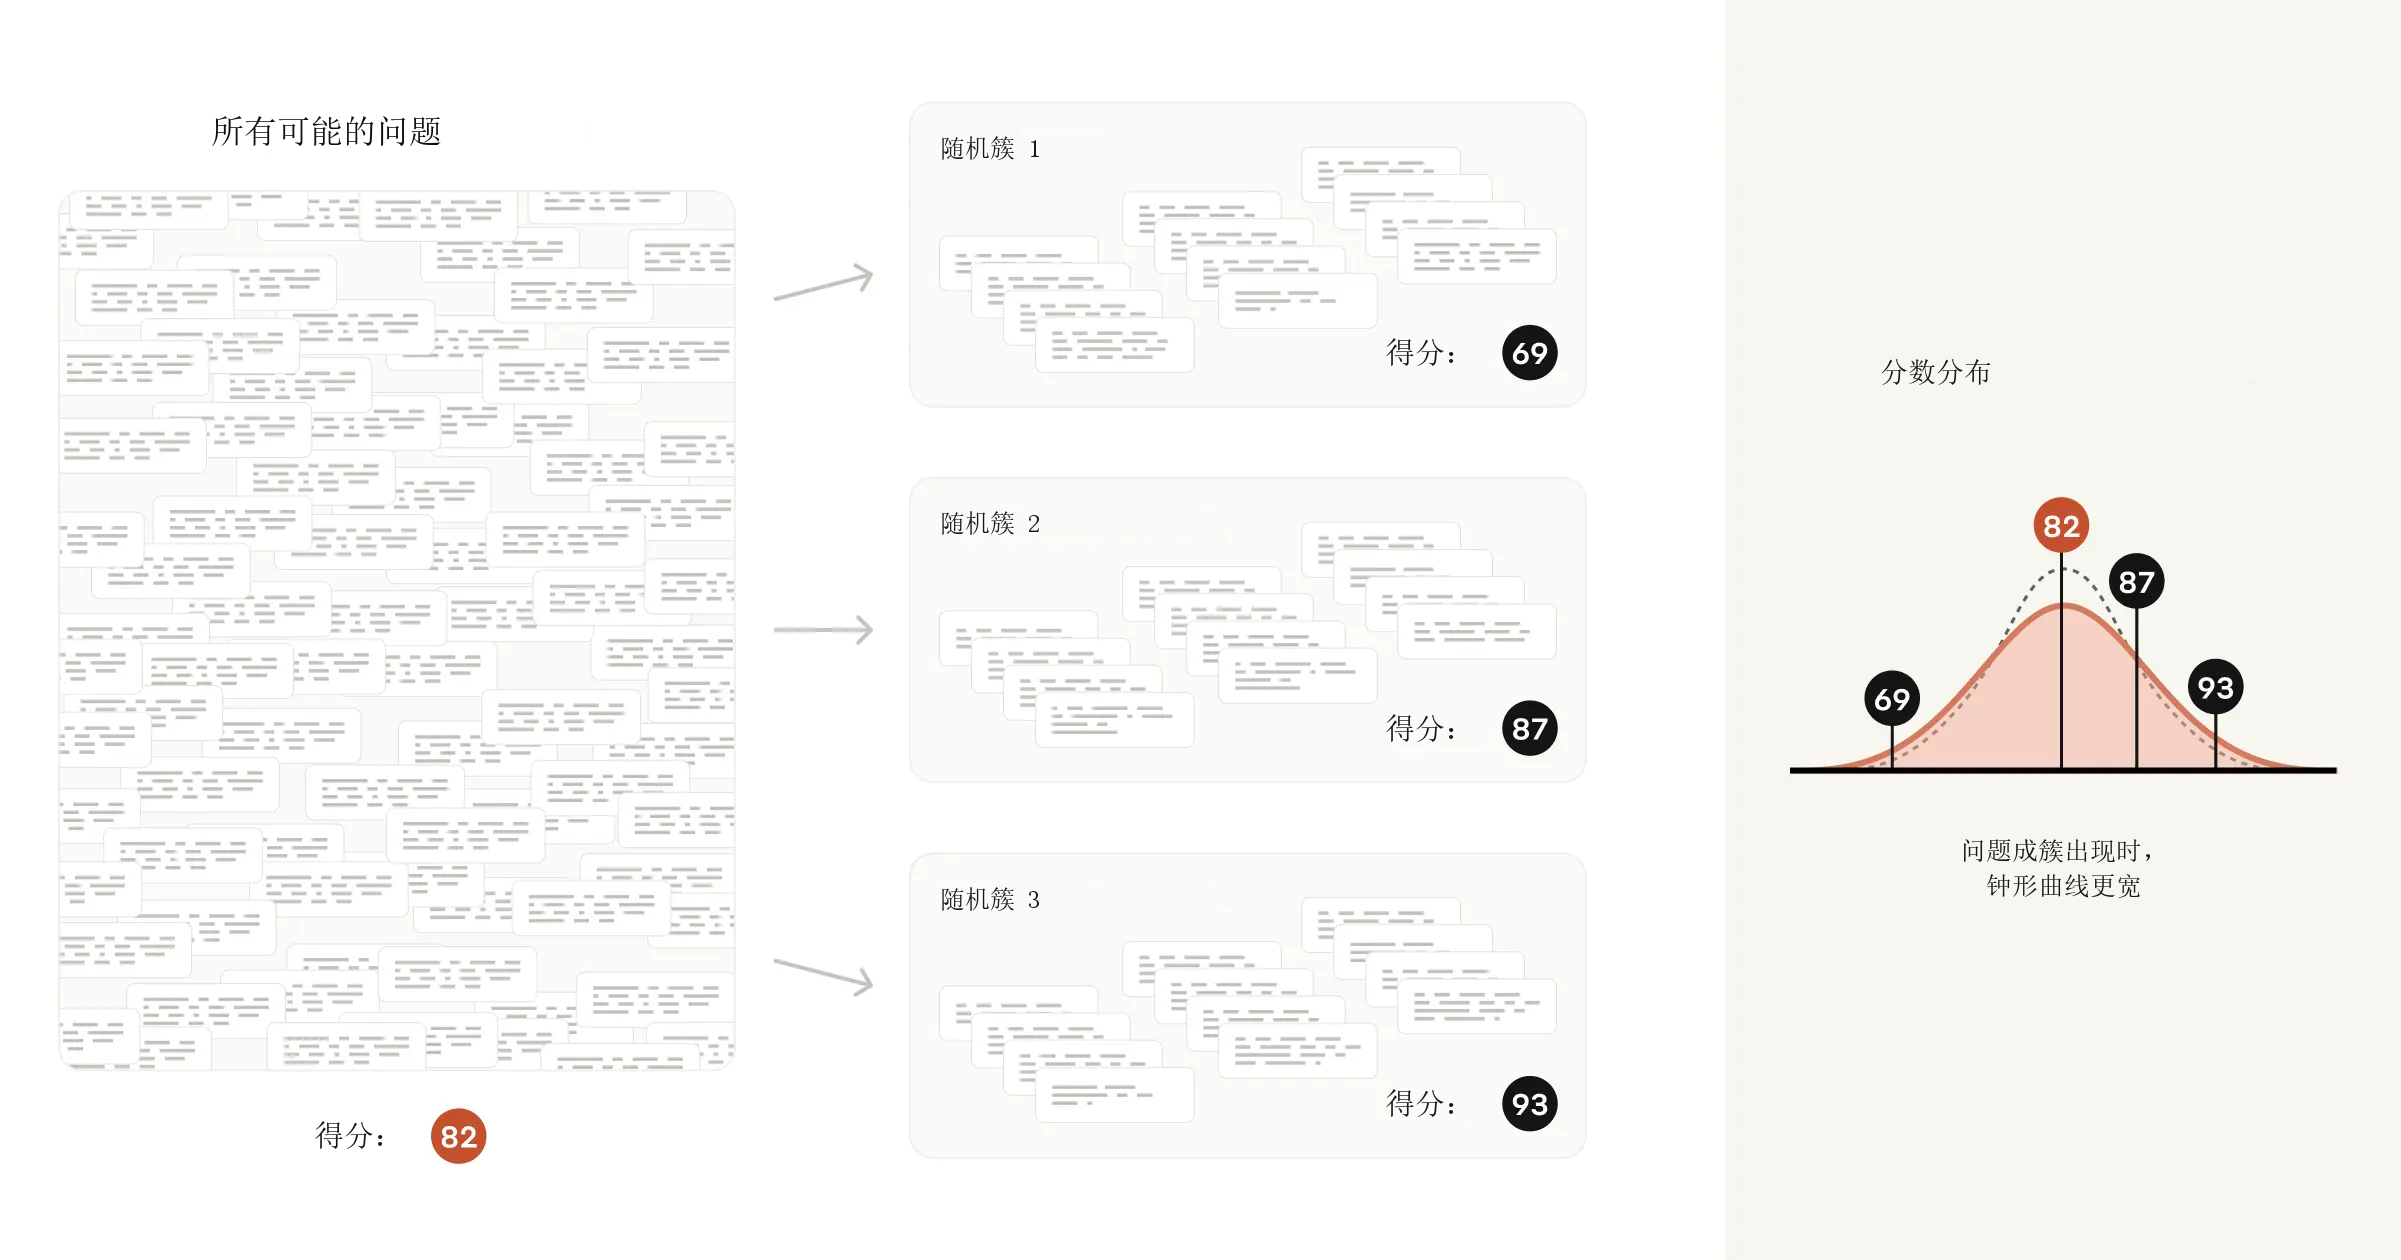 所有可能的问题
得分： 82
随机簇 1
得分： 69
随机簇 2
得分： 87
随机簇 3
得分： 93
分数分布
82
87
69
93
问题成簇出现时，
钟形曲线更宽